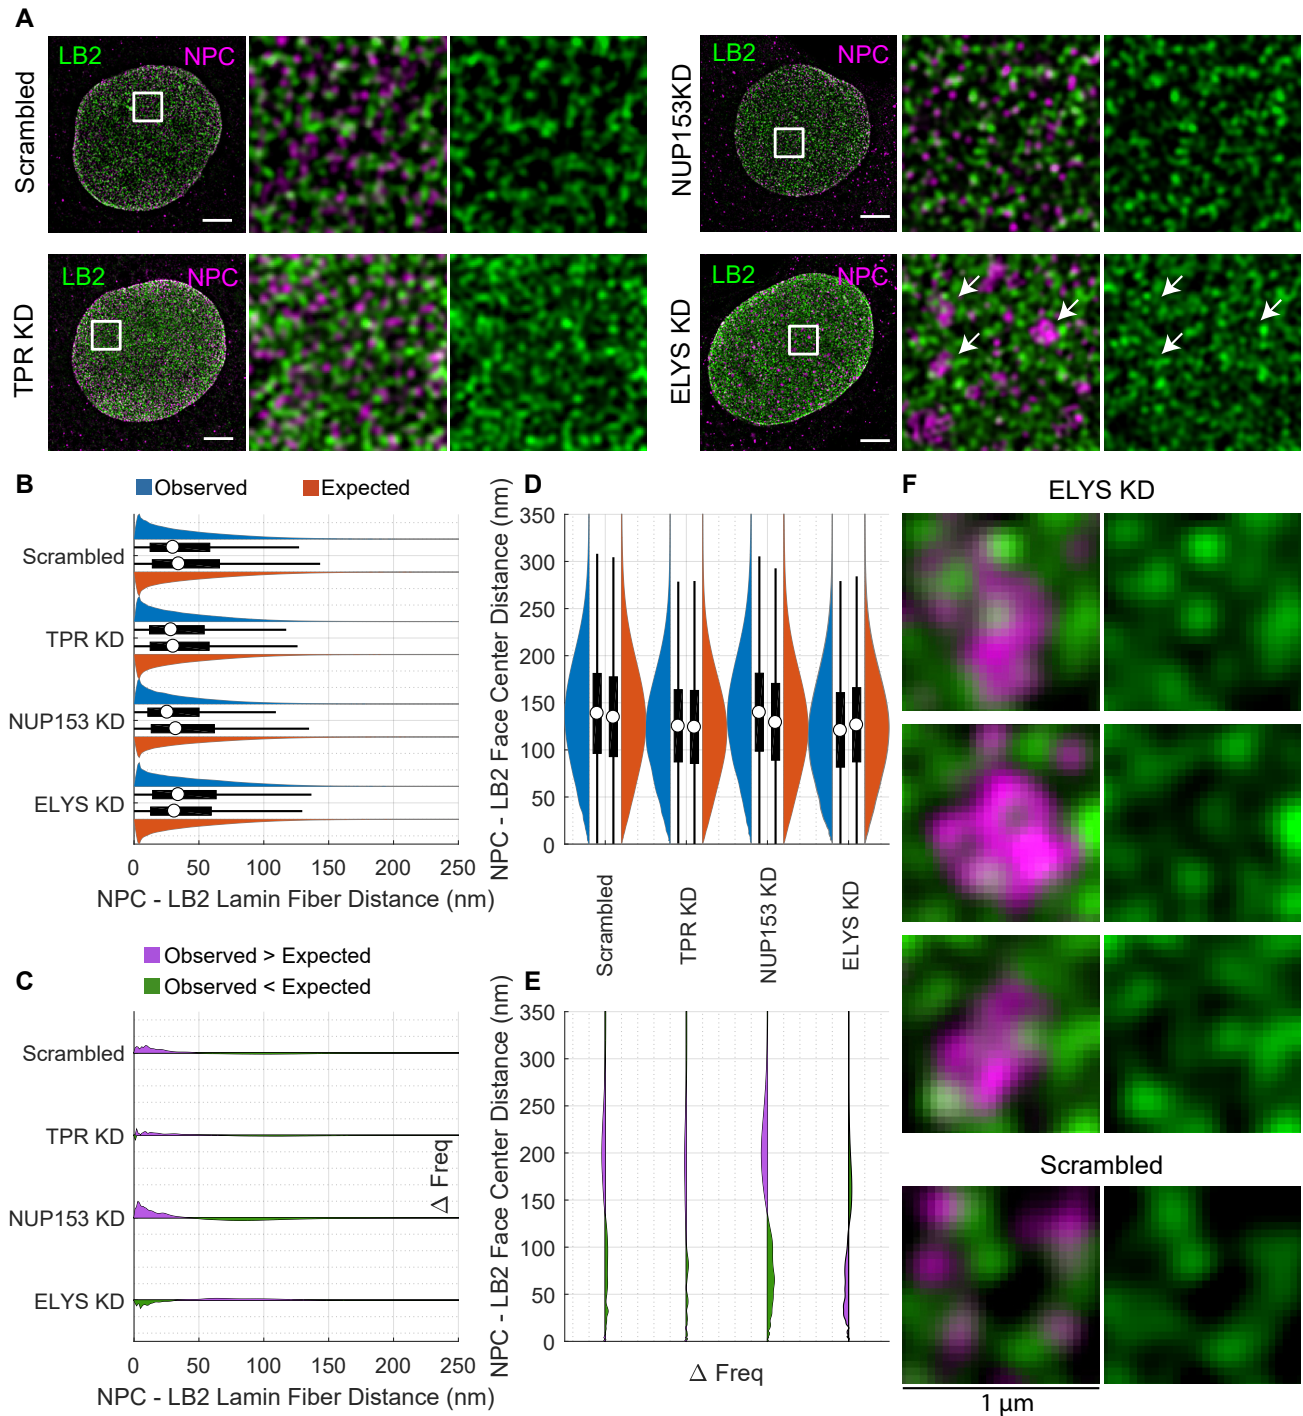 A
Scrambled
LB2 NPC
NUP153KD
LB2 NPC
TPR KD
LB2 NPC
ELYS KD
LB2 NPC
B
Observed
Expected
Scrambled
TPR KD
NUP153 KD
ELYS KD
0 50 100 150 200 250
NPC - LB2 Lamin Fiber Distance (nm)
C
Observed > Expected
Observed < Expected
Scrambled
TPR KD
NUP153 KD
ELYS KD
Δ Freq
0 50 100 150 200 250
NPC - LB2 Lamin Fiber Distance (nm)
D
NPC - LB2 Face Center Distance (nm)
350
300
250
200
150
100
50
0
Scrambled
TPR KD
NUP153 KD
ELYS KD
E
NPC - LB2 Face Center Distance (nm)
350
300
250
200
150
100
50
0
Δ Freq
F
ELYS KD
Scrambled
1 μm